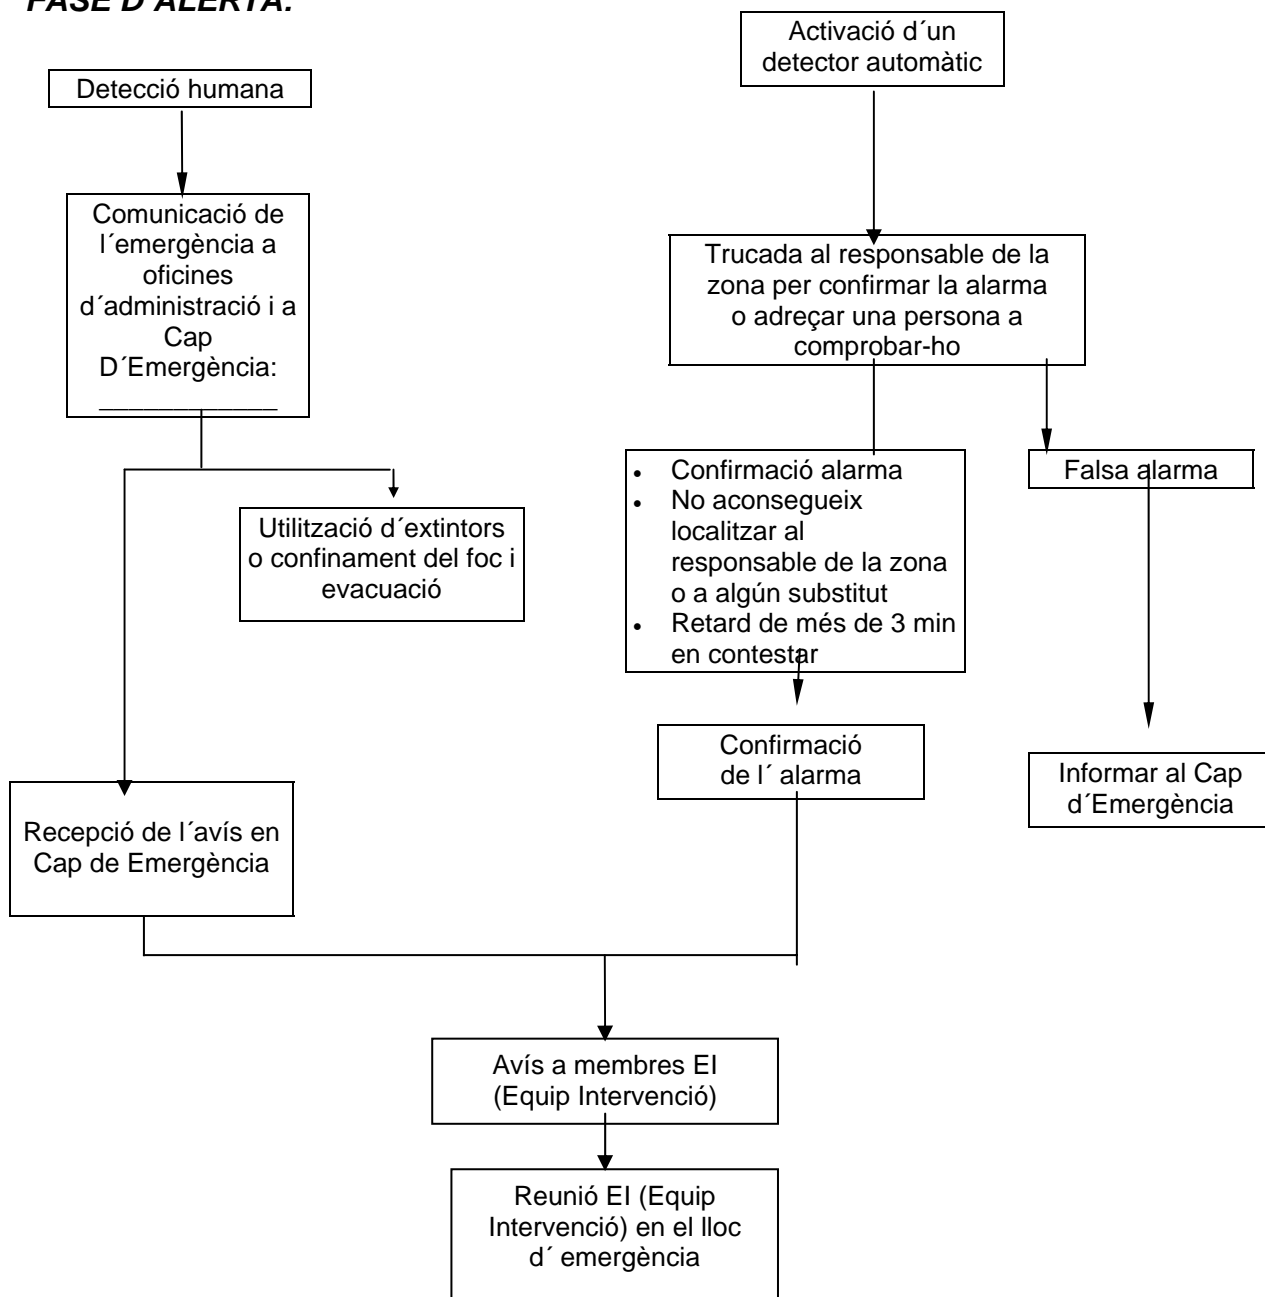 FASE D´ALERTA:
Activació d´un
detector automàtic
Detecció humana
Comunicació de
l´emergència a
oficines
d´administració i a
Cap
D´Emergència:
____________
Trucada al responsable de la
zona per confirmar la alarma
o adreçar una persona a
comprobar-ho
• Confirmació alarma
• No aconsegueix
localitzar al
responsable de la zona
o a algún substitut
• Retard de més de 3 min
en contestar
Falsa alarma
Utilització d´extintors
o confinament del foc i
evacuació
Confirmació
de l´ alarma
Informar al Cap
d´Emergència
Recepció de l´avís en
Cap de Emergència
Avís a membres EI
(Equip Intervenció)
Reunió EI (Equip
Intervenció) en el lloc
d´ emergència